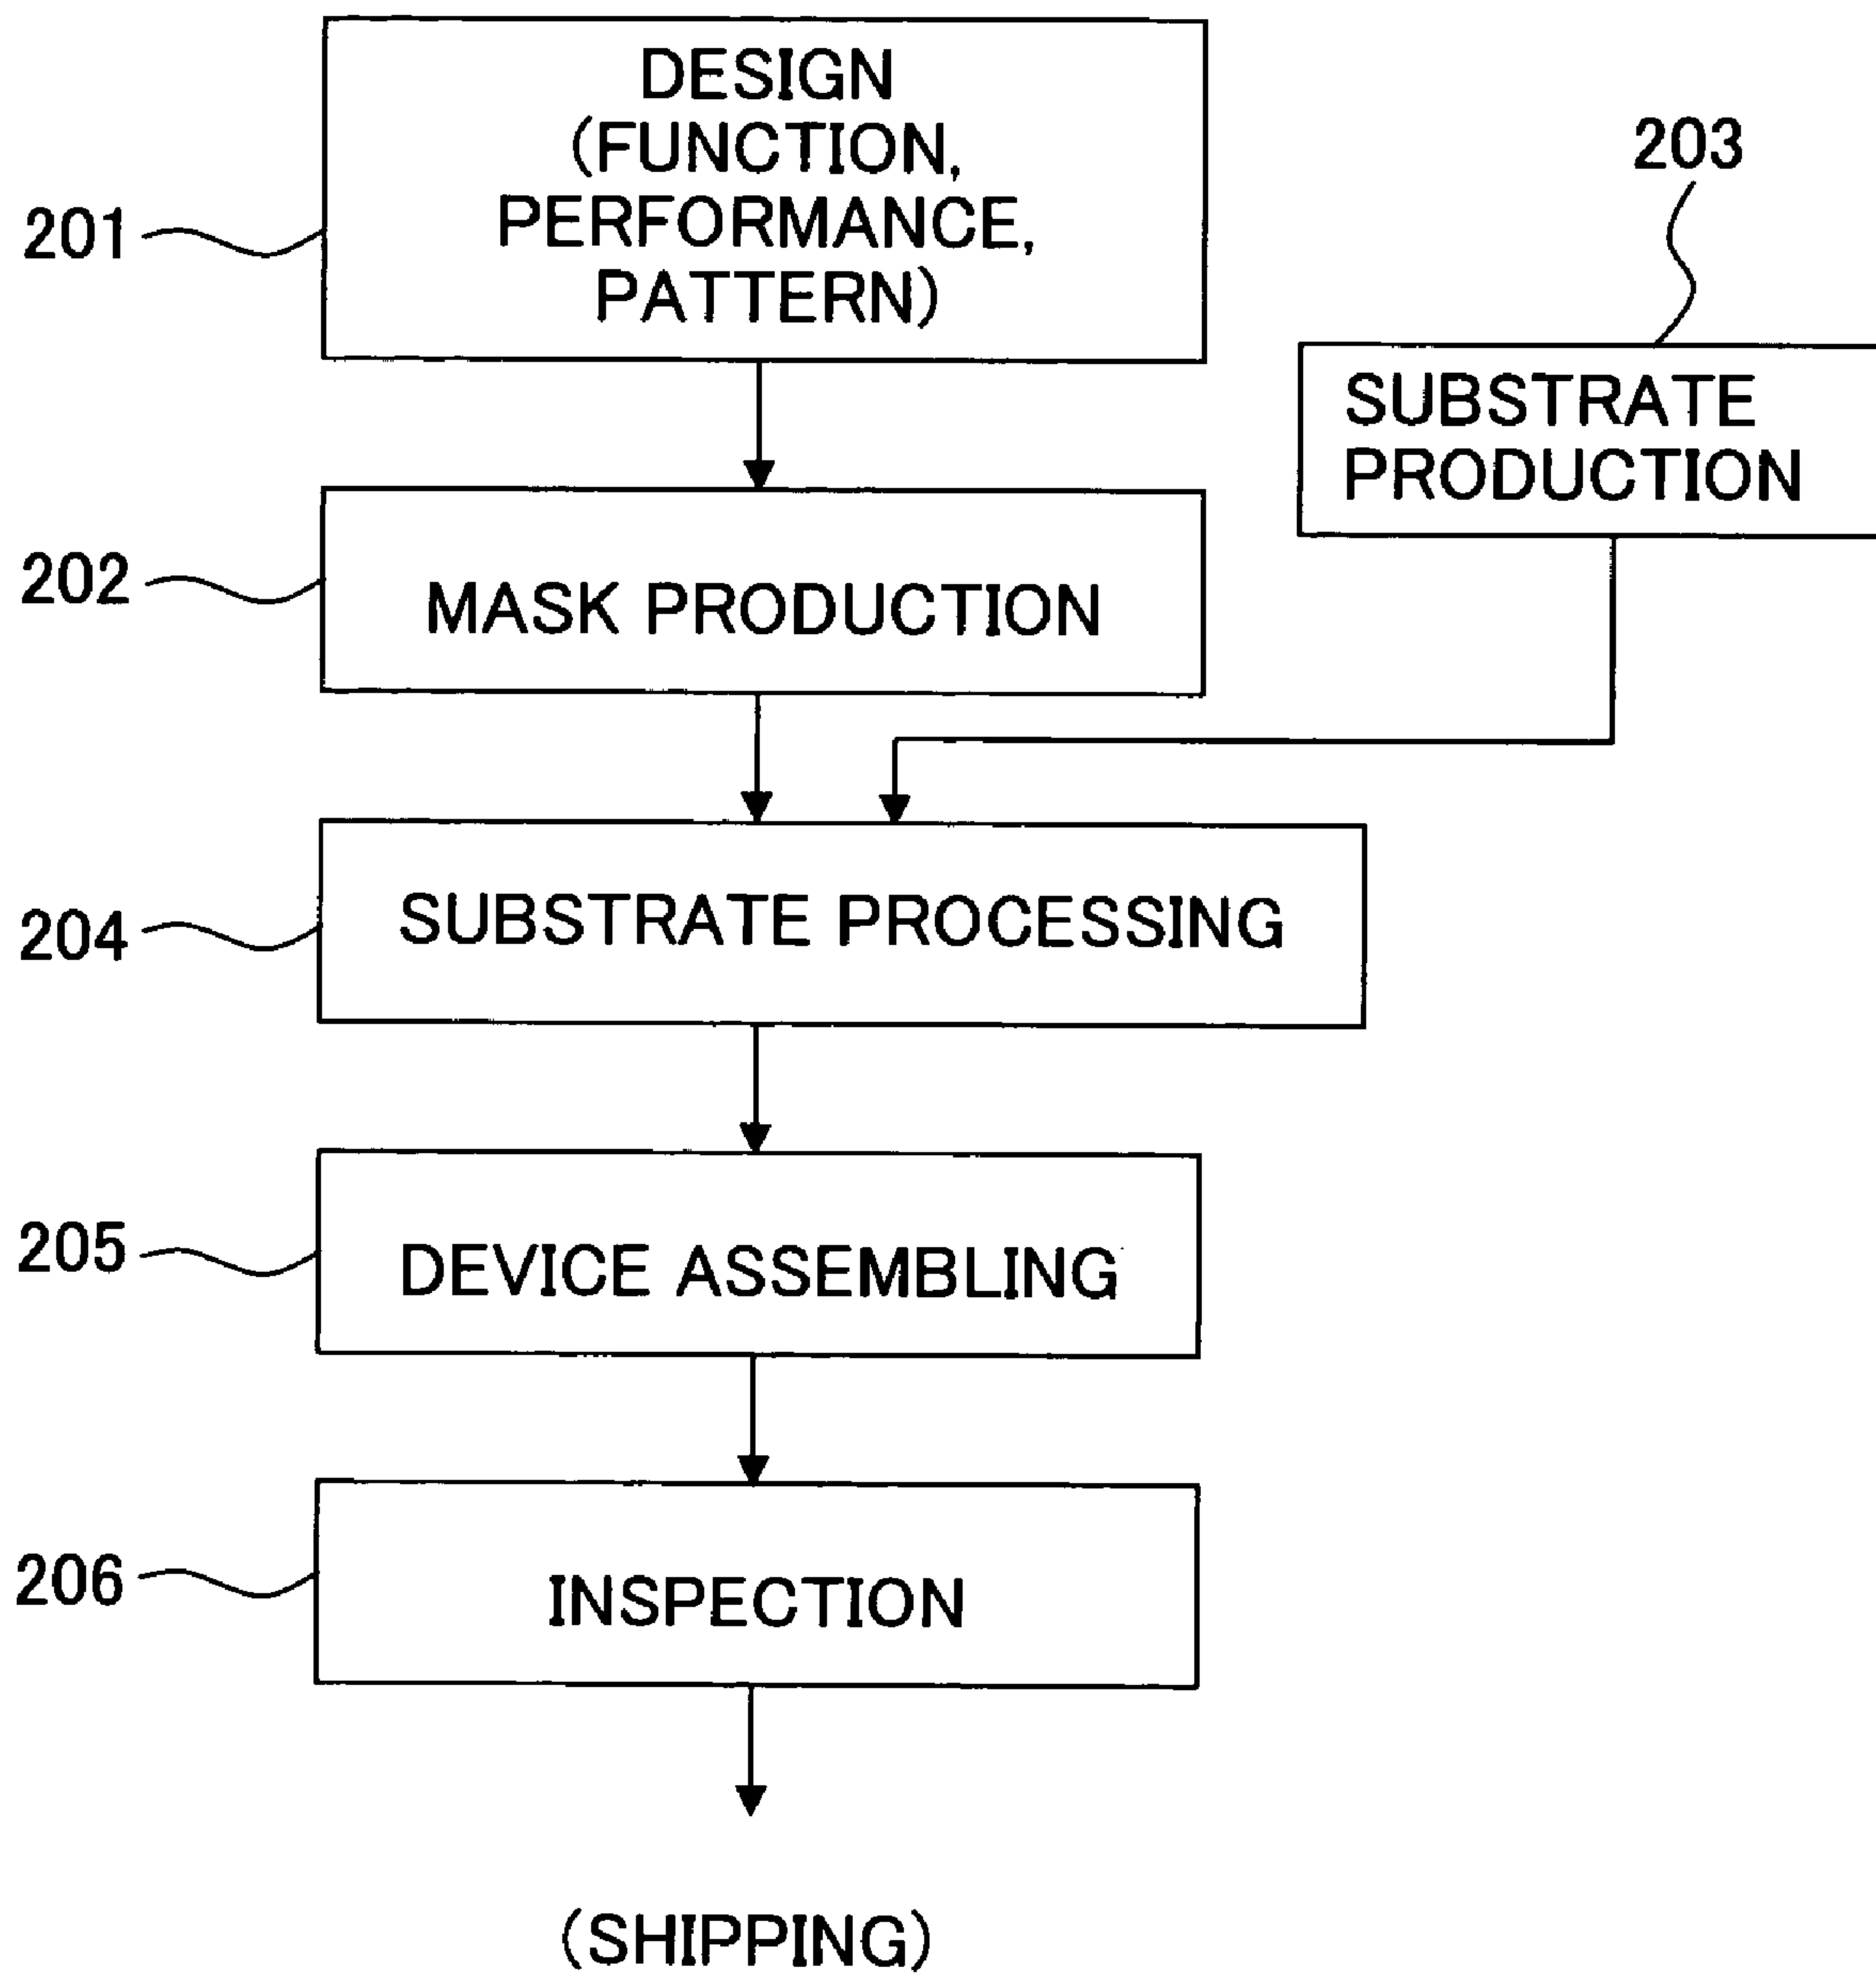 DESIGN
(FUNCTION,
PERFORMANCE,
PATTERN)
201
203
SUBSTRATE
PRODUCTION
202
MASK PRODUCTION
204
SUBSTRATE PROCESSING
205
DEVICE ASSEMBLING
206
INSPECTION
(SHIPPING)